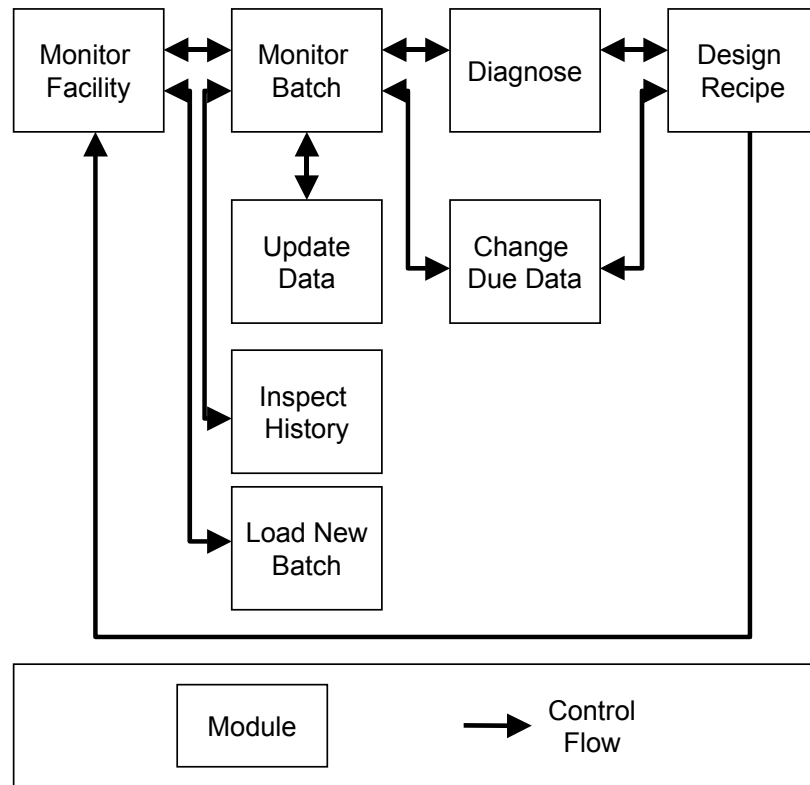 Monitor
Facility
Monitor
Batch
Diagnose
Design
Recipe
Update
Data
Change
Due Data
Inspect
History
Load New
Batch
Module
Control
Flow